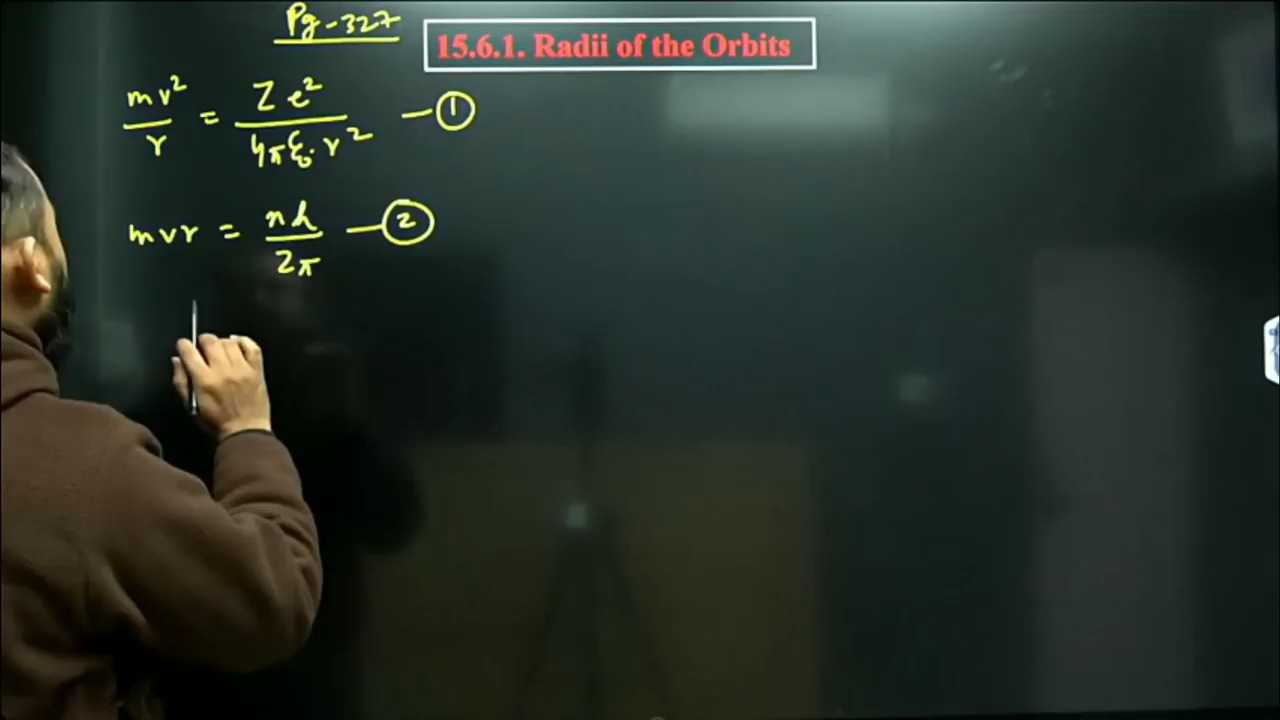 Pg-327
15.6.1. Radii of the Orbits
mv²/r = Ze²/4πε₀r² —①
mvr = nh/2π —②